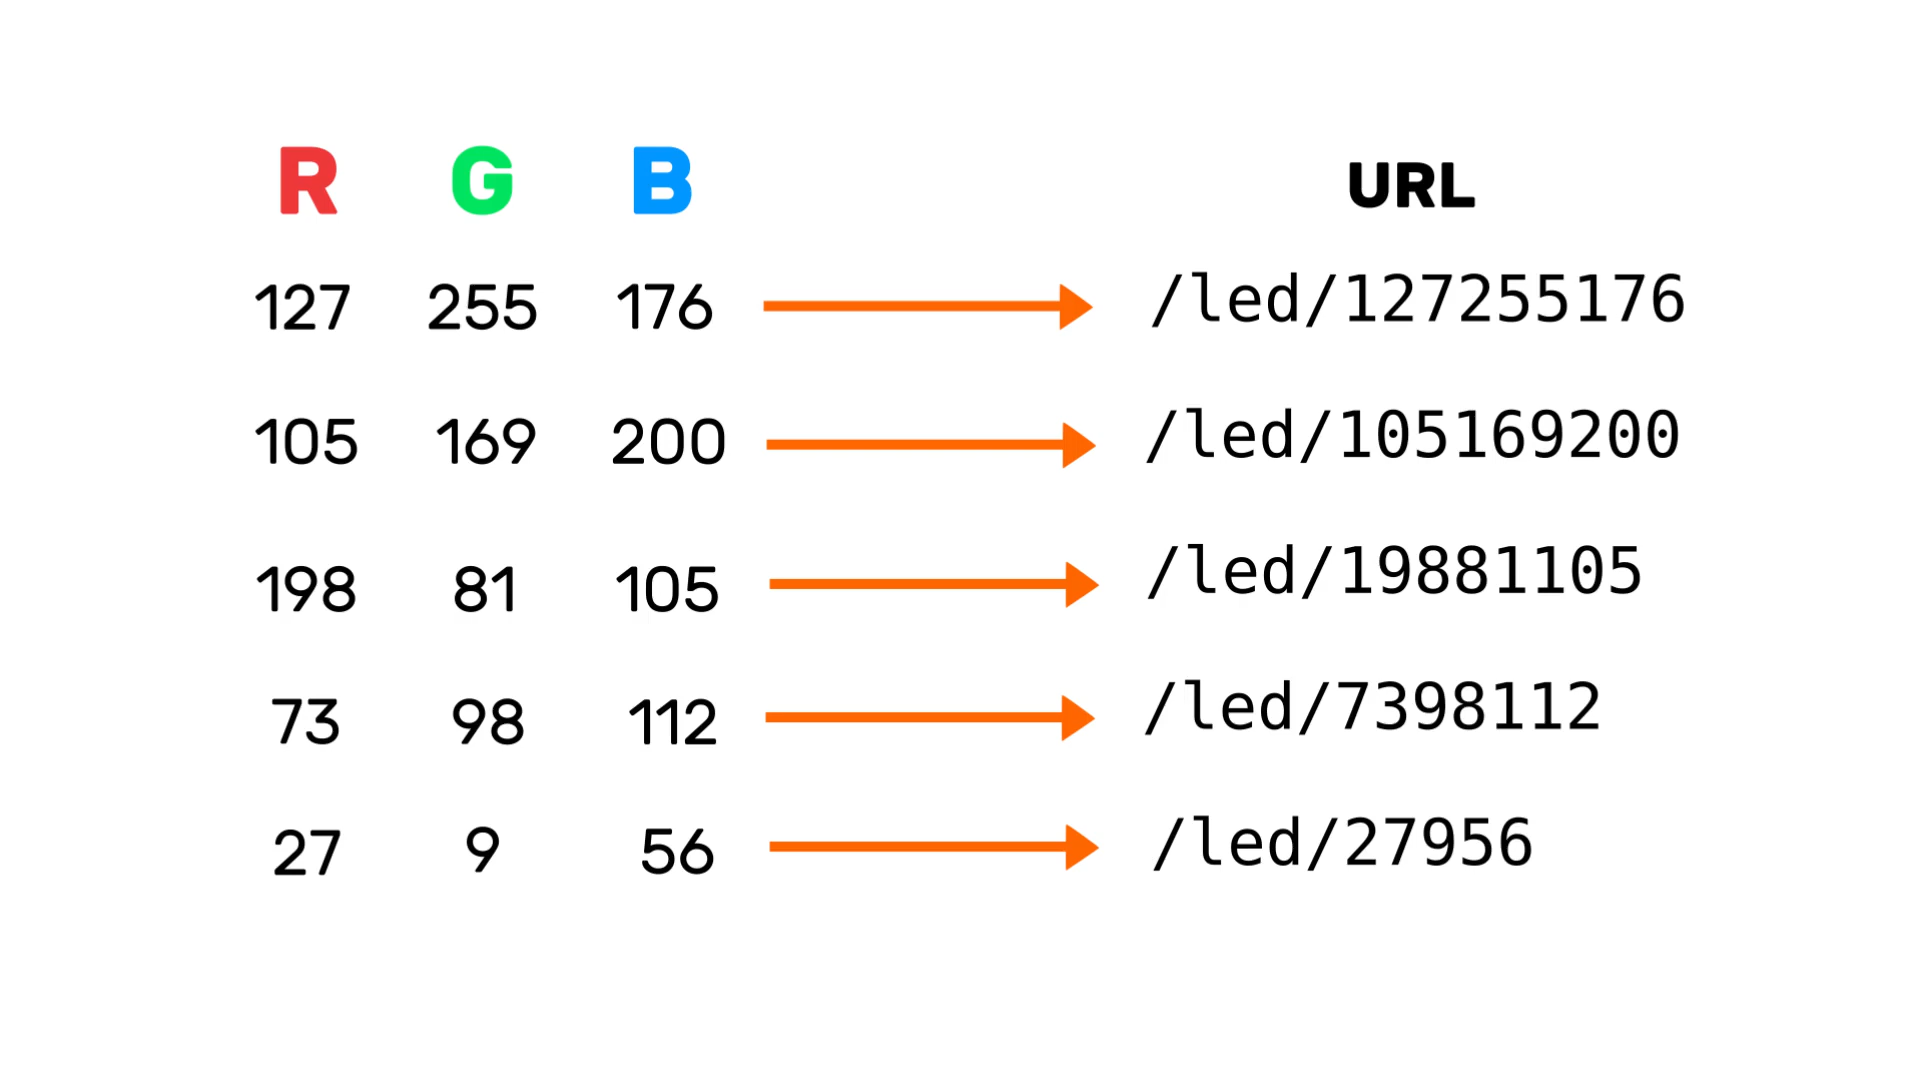 R G B URL
127 255 176 /led/127255176
105 169 200 /led/105169200
198 81 105 /led/19881105
73 98 112 /led/7398112
27 9 56 /led/27956